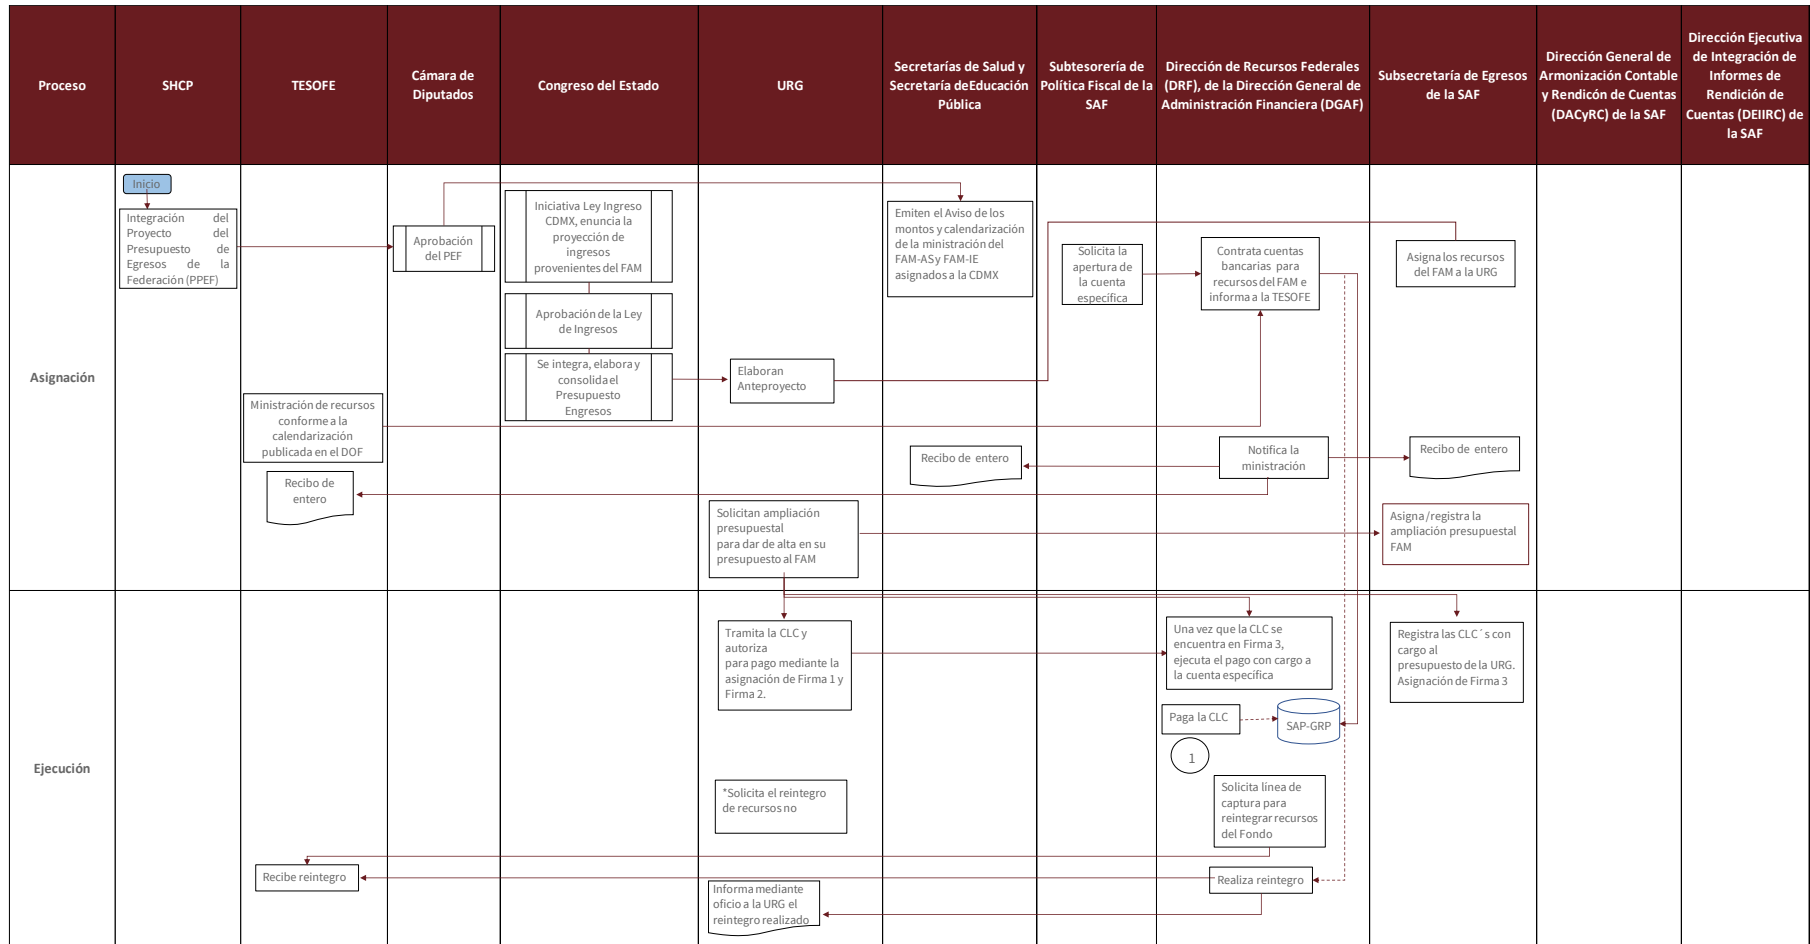 Proceso
SHCP
TESOFE
Cámara de
Diputados
Congreso del Estado
URG
Secretarías de Salud y
Secretaría deEducación
Pública
Subtesorería de
Política Fiscal de la
SAF
Dirección de Recursos Federales
(DRF), de la Dirección General de
Administración Financiera (DGAF)
Subsecretaría de Egresos
de la SAF
Dirección General de
Armonización Contable
y Rendicón de Cuentas
(DACyRC) de la SAF
Dirección Ejecutiva
de Integración de
Informes de
Rendición de
Cuentas (DEIIRC) de
la SAF
Asignación
Inicio
Integración del
Proyecto del
Presupuesto de
Egresos de la
Federación (PPEF)
Aprobación
del PEF
Iniciativa Ley Ingreso
CDMX, enuncia la
proyección de
ingresos
provenientes del FAM
Aprobación de la Ley
de Ingresos
Se integra, elabora y
consolida el
Presupuesto
Engresos
Elaboran
Anteproyecto
Emiten el Aviso de los
montos y calendarización
de la ministración del
FAM-AS y FAM-IE
asignados a la CDMX
Solicita la
apertura de
la cuenta
especifica
Contrata cuentas
bancarias para
recursos del FAM e
informa a la TESOFE
Asigna los recursos
del FAM a la URG
Ministración de recursos
conforme a la
calendarización
publicada en el DOF
Recibo de entero
Notifica la
ministración
Recibo de entero
Recibo de
entero
Solicitan ampliación
presupuestal
para dar de alta en su
presupuesto al FAM
Asigna/registra la
ampliación presupuestal
FAM
Ejecución
Tramita la CLC y
autoriza
para pago mediante la
asignación de Firma 1 y
Firma 2.
Una vez que la CLC se
encuentra en Firma 3,
ejecuta el pago con cargo a
la cuenta especifica
Registra las CLC´s con
cargo al
presupuesto de la URG.
Asignación de Firma 3
Paga la CLC
SAP-GRP
1
*Solicita el reintegro
de recursos no
Solicita línea de
captura para
reintegrar recursos
del Fondo
Recibe reintegro
Realiza reintegro
Informa mediante
oficio a la URG el
reintegro realizado